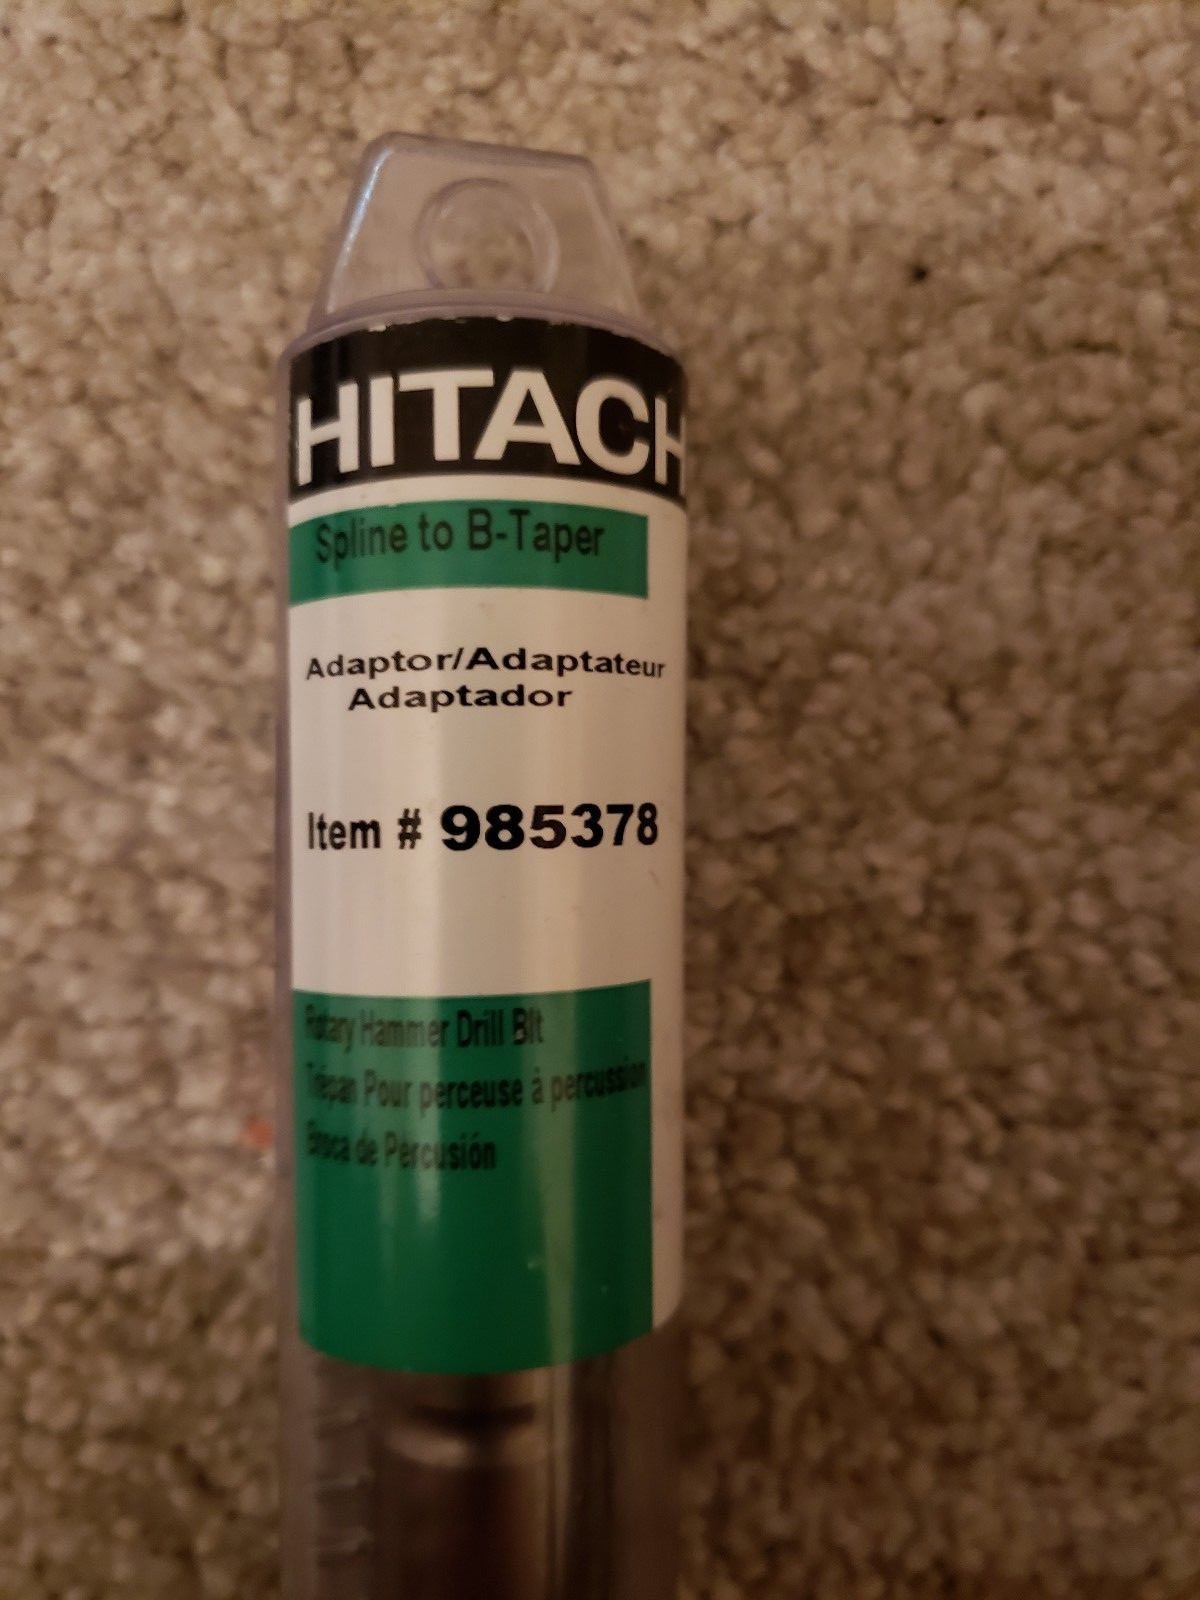 HITACH
Spline to B-Taper
Adaptor/Adaptateur
Adaptador
Item # 985378
Rotary Hammer Drill BIt
Trépan Pour perceuse à percussion
Broca de Percusión